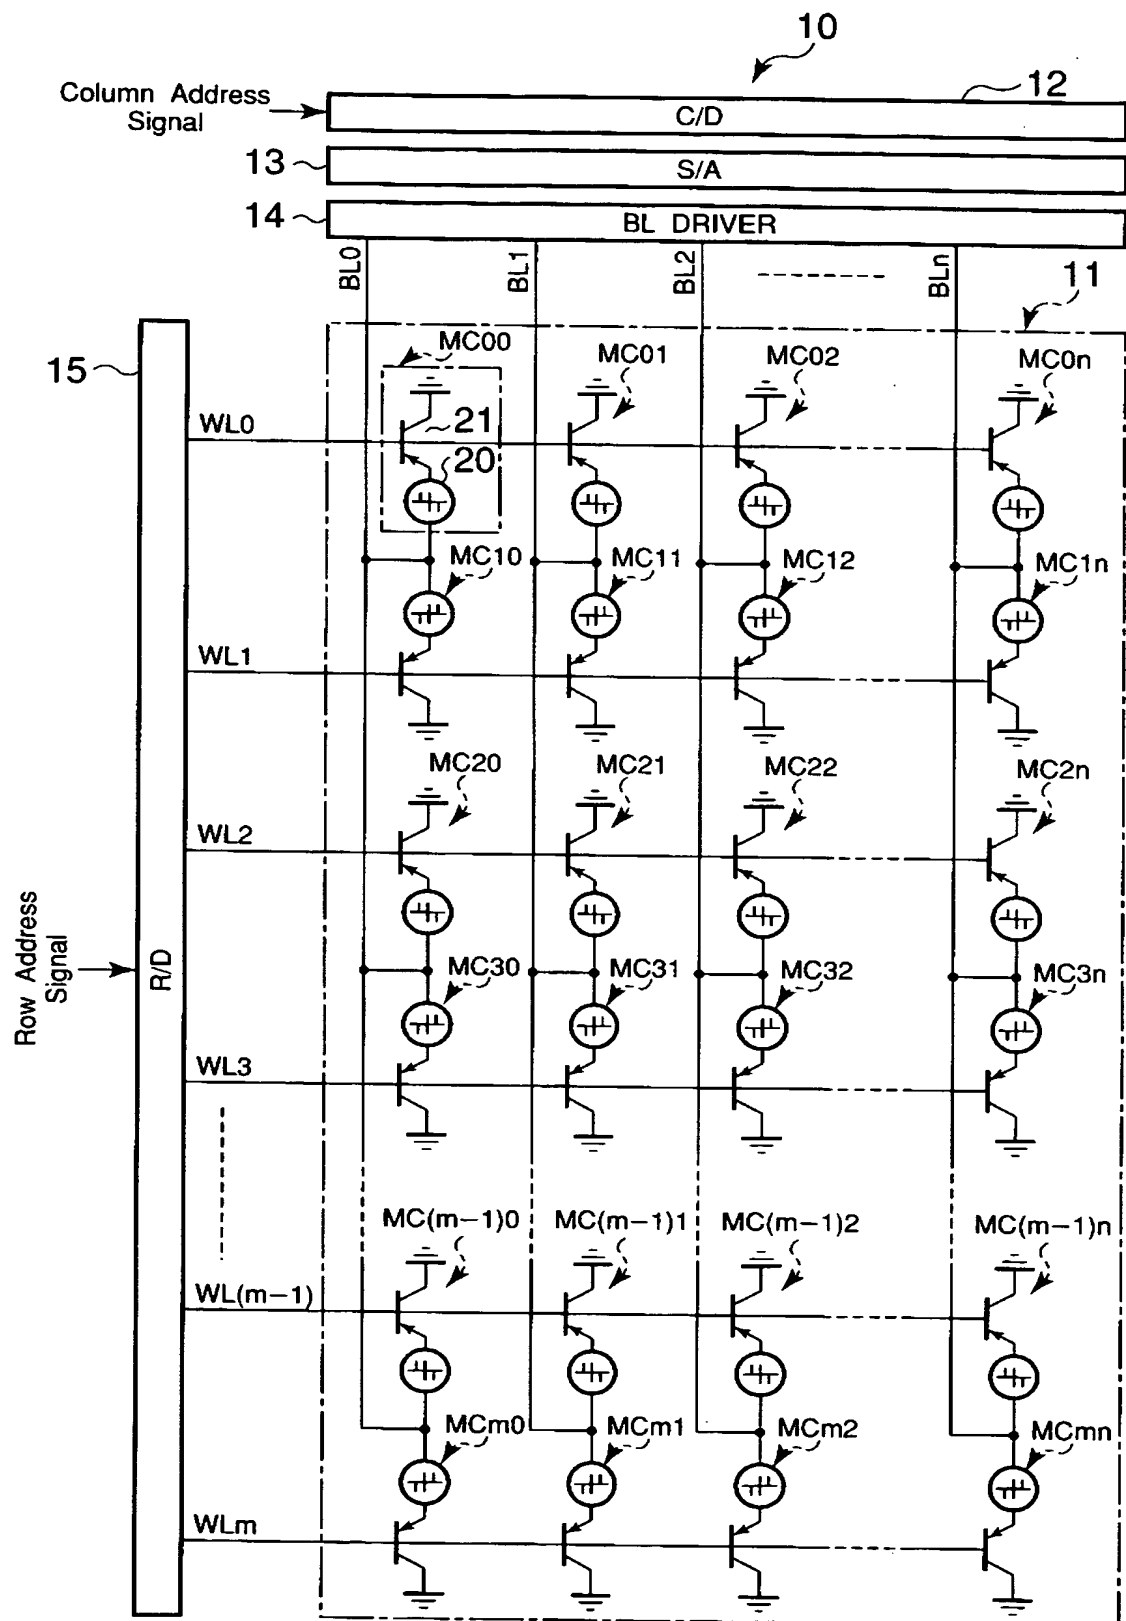 10
Column Address
Signal
12
C/D
13
S/A
14
BL DRIVER
BL0
BL1
BL2
BLn
11
15
MC00
MC01
MC02
MC0n
WL0
21
20
MC10
MC11
MC12
MC1n
WL1
MC20
MC21
MC22
MC2n
WL2
Row Address
Signal
R/D
MC30
MC31
MC32
MC3n
WL3
MC(m-1)0
MC(m-1)1
MC(m-1)2
MC(m-1)n
WL(m-1)
MCm0
MCm1
MCm2
MCmn
WLm